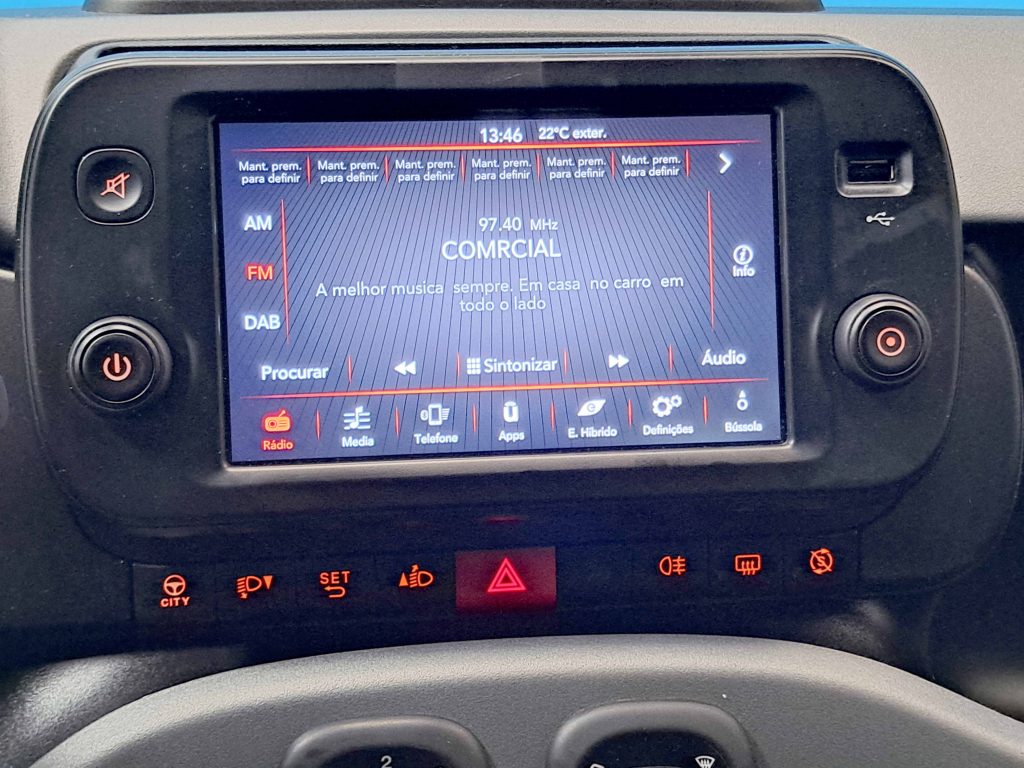 13:46 22°C exter.
Mant. prem. para definir
Mant. prem. para definir
Mant. prem. para definir
Mant. prem. para definir
Mant. prem. para definir
Mant. prem. para definir
AM
97.40 MHz
COMRCIAL
Info
FM
A melhor musica sempre. Em casa no carro em
todo o lado
DAB
Procurar Sintonizar Áudio
Rádio Media Telefone Apps E. Híbrido Definições Bússola
CITY
SET
2